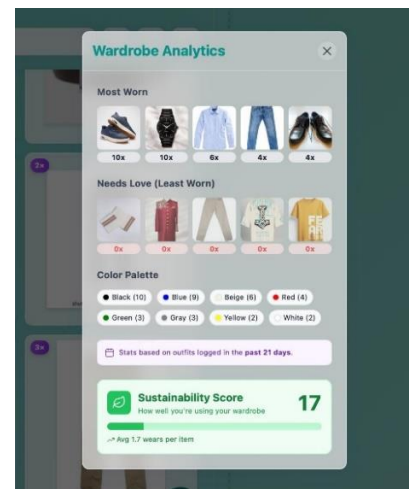 Wardrobe Analytics
Most Worn
10x 10x 6x 4x 4x
Needs Love (Least Worn)
0x 0x 0x 0x 0x
Color Palette
Black (10) Blue (9) Beige (6) Red (4)
Green (3) Gray (3) Yellow (2) White (2)
Stats based on outfits logged in the past 21 days.
Sustainability Score
How well you're using your wardrobe
17
Avg 1.7 wears per item
3x